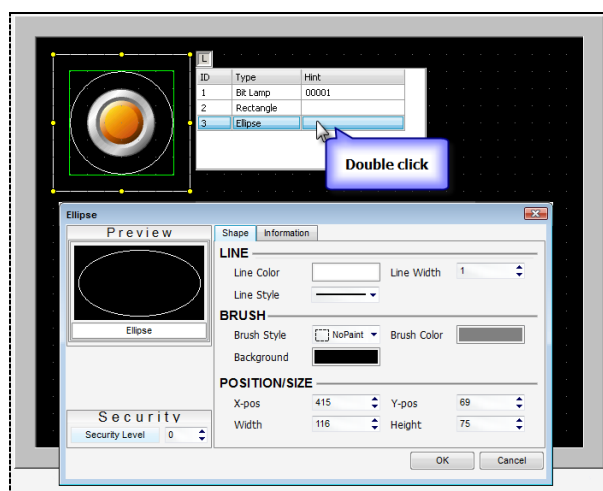 L
ID Type Hint
1 Bit Lamp 00001
2 Rectangle
3 Ellipse
Double click
Ellipse
Preview
Shape Information
LINE
Line Color Line Width 1
Line Style
Ellipse
BRUSH
Brush Style NoPaint Brush Color
Background
POSITION/SIZE
X-pos 415 Y-pos 69
Width 116 Height 75
Security
Security Level 0
OK Cancel